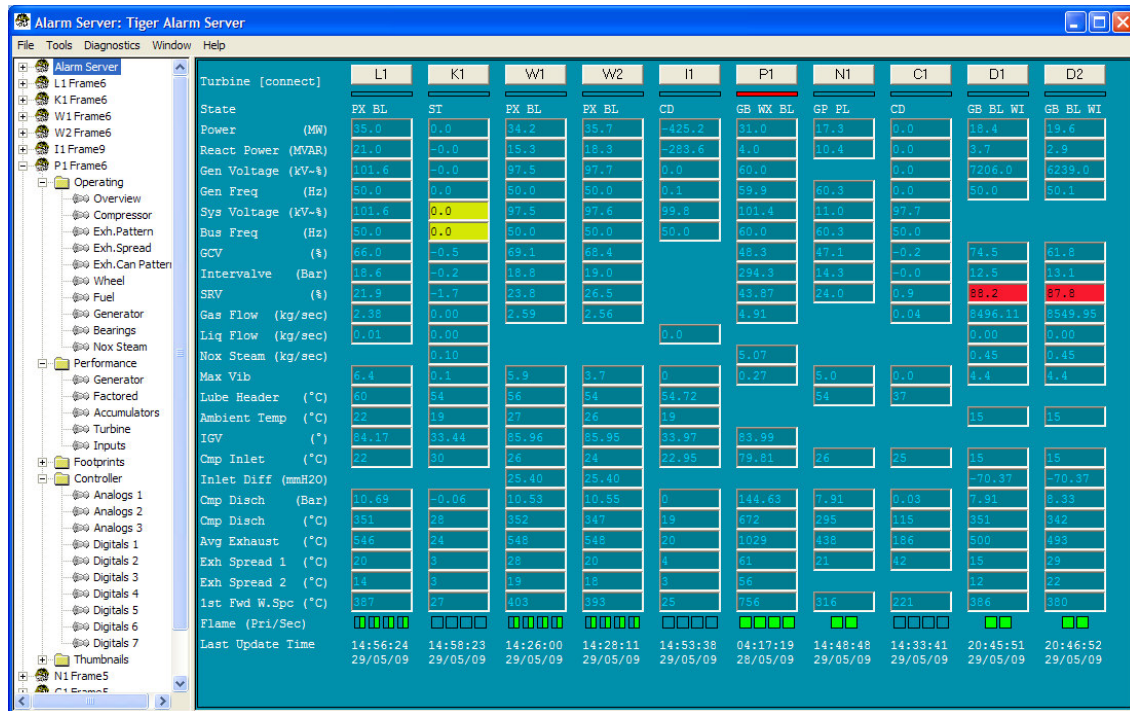 Alarm Server: Tiger Alarm Server
File Tools Diagnostics Window Help
Alarm Server
L1 Frame6
K1 Frame6
W1 Frame6
W2 Frame6
I1 Frame9
P1 Frame6
Operating
Overview
Compressor
Exh.Pattern
Exh.Spread
Exh.Can Patter
Wheel
Fuel
Generator
Bearings
Nox Steam
Performance
Generator
Factored
Accumulators
Turbine
Inputs
Footprints
Controller
Analogs 1
Analogs 2
Analogs 3
Digitals 1
Digitals 2
Digitals 3
Digitals 4
Digitals 5
Digitals 6
Digitals 7
Thumbnails
N1 Frame5
C1 Frame5
Turbine [connect] L1 K1 W1 W2 I1 P1 N1 C1 D1 D2
State PX BL ST PX BL PX BL CD GB WX BL GP PL CD GB BL WI GB BL WI
Power (MW) 35.0 0.0 34.2 35.7 -425.2 31.0 17.3 0.0 18.4 19.6
React Power (MVAR) 21.0 -0.0 15.3 18.3 -283.6 4.0 10.4 0.0 3.7 2.9
Gen Voltage (kV~%) 101.6 -0.0 97.5 97.7 0.0 60.0 0.0 7206.0 6239.0
Gen Freq (Hz) 50.0 0.0 50.0 50.0 0.1 59.9 60.3 0.0 50.0 50.1
Sys Voltage (kV~%) 101.6 0.0 97.5 97.6 99.8 101.4 11.0 97.7
Bus Freq (Hz) 50.0 0.0 50.0 50.0 50.0 60.0 60.3 50.0
GCV (%) 66.0 -0.5 69.1 68.4 48.3 47.1 -0.2 74.5 61.8
Intervalve (Bar) 18.6 -0.2 18.8 19.0 294.3 14.3 -0.0 12.5 13.1
SRV (%) 21.9 -1.7 23.8 26.5 43.87 24.0 0.9 88.2 87.8
Gas Flow (kg/sec) 2.38 0.00 2.59 2.56 4.91 0.04 8496.11 8549.95
Liq Flow (kg/sec) 0.01 0.00 0.0 0.00 0.00
Nox Steam (kg/sec) 0.10 5.07 0.45 0.45
Max Vib 6.4 0.1 5.9 3.7 0 0.27 5.0 0.0 4.4 4.4
Lube Header (°C) 60 54 56 54 54.72 54 37
Ambient Temp (°C) 22 19 27 26 19 15 15
IGV (°) 84.17 33.44 85.96 85.95 33.97 83.99
Cmp Inlet (°C) 22 30 26 24 22.95 79.81 26 25 15 15
Inlet Diff (mmH2O) 25.40 25.40 -70.37 -70.37
Cmp Disch (Bar) 10.69 -0.06 10.53 10.55 0 144.63 7.91 0.03 7.91 8.33
Cmp Disch (°C) 351 28 352 347 19 672 295 115 351 342
Avg Exhaust (°C) 546 24 548 548 20 1029 438 186 500 493
Exh Spread 1 (°C) 20 3 28 20 4 61 21 42 15 29
Exh Spread 2 (°C) 14 3 19 18 3 56 12 22
1st Fwd W.Spc (°C) 387 27 403 393 25 756 316 221 386 380
Flame (Pri/Sec)
Last Update Time 14:56:24 14:58:23 14:26:00 14:28:11 14:53:38 04:17:19 14:48:48 14:33:41 20:45:51 20:46:52
29/05/09 29/05/09 29/05/09 29/05/09 29/05/09 28/05/09 29/05/09 29/05/09 29/05/09 29/05/09